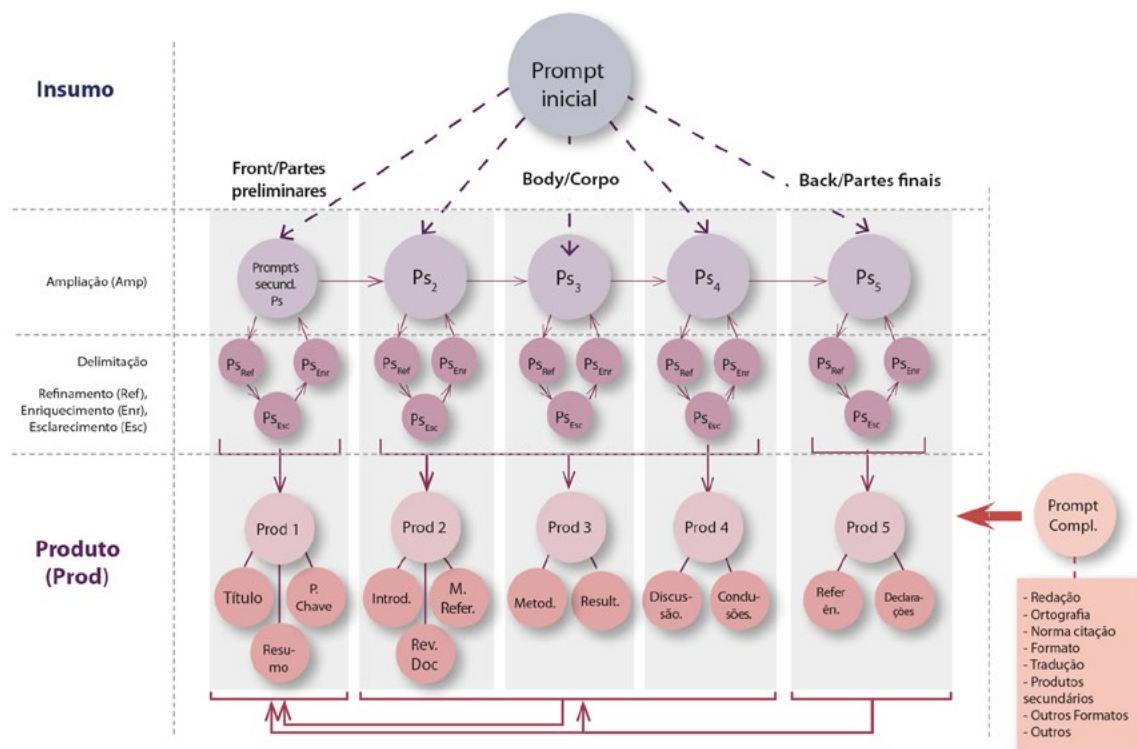 Prompt
inicial
Insumo
Front/Partes
preliminares
Body/Corpo
Back/Partes finais
Ampliação (Amp)
Prompt's
secund.
Ps
Ps2
Ps3
Ps4
Ps5
Delimitação
Refinamento (Ref),
Enriquecimento (Enr),
Esclarecimento (Esc)
PsRef
PsEnr
PsEsc
PsRef
PsEnr
PsEsc
PsRef
PsEnr
PsEsc
PsRef
PsEnr
PsEsc
PsRef
PsEnr
PsEsc
Produto
(Prod)
Prod 1
Título
Resu-
mo
P.
Chave
Prod 2
Introd.
Rev.
Doc
M.
Refer.
Prod 3
Metod.
Result.
Prod 4
Discus-
são.
Condusões.
Prod 5
Refer
ên.
Declara-
ções
Prompt
Compl.
- Redação
- Ortografia
- Norma citação
- Formato
- Tradução
- Produtos
secundários
- Outros Formatos
- Outros